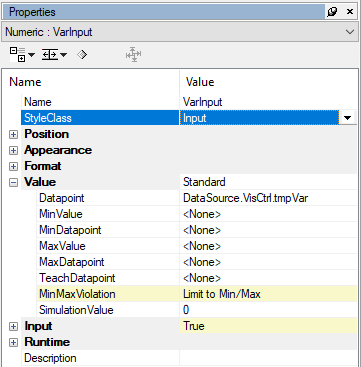 Properties
Numeric : VarInput
Name Value
Name VarInput
StyleClass Input
Position
Appearance
Format
Value Standard
Datapoint DataSource.VisCtrl.tmpVar
MinValue <None>
MinDatapoint <None>
MaxValue <None>
MaxDatapoint <None>
TeachDatapoint <None>
MinMaxViolation Limit to Min/Max
SimulationValue 0
Input True
Runtime
Description